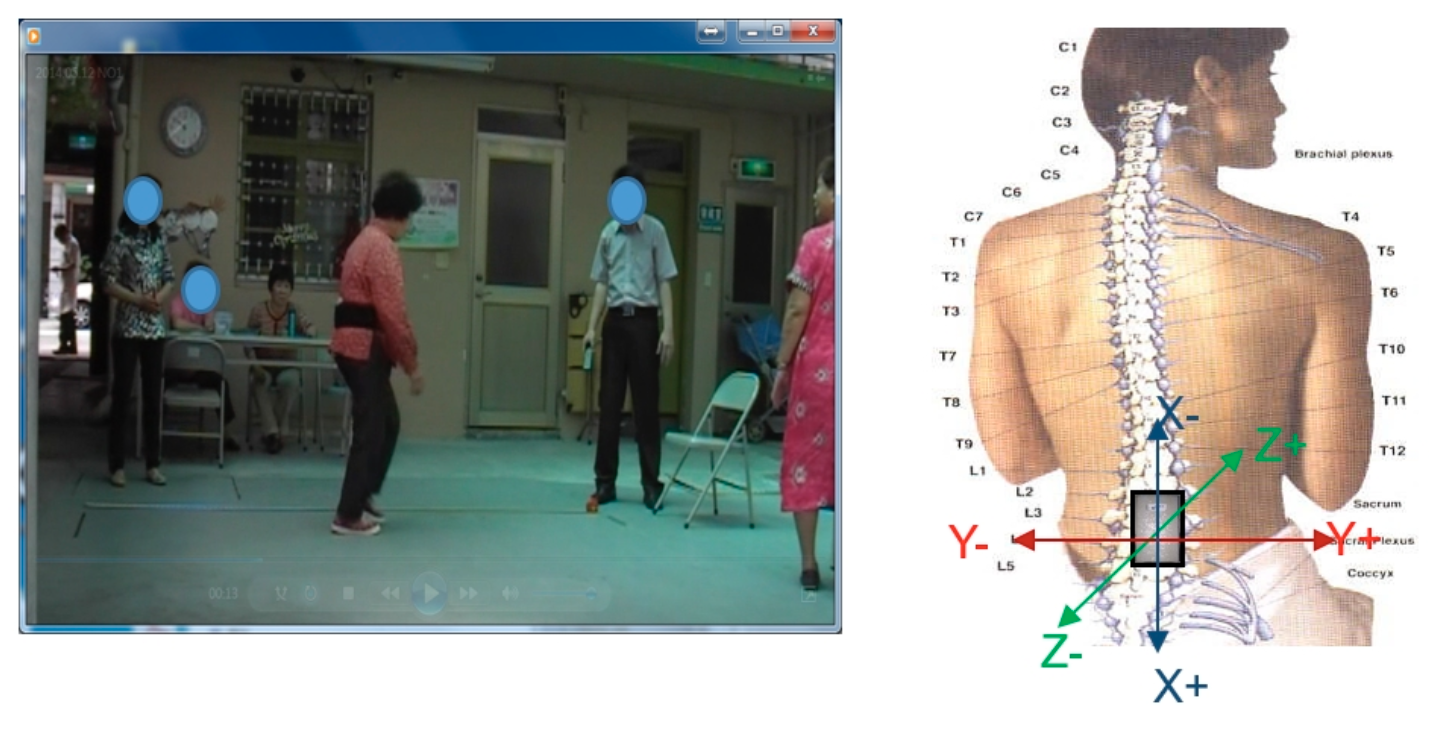 NO1
00:13
C1
C2
C3
C4
Brachial plexus
C5
C6
C7
T4
T1
T5
T2
T6
T3
T7
T10
T8
T11
X-
T9
Z+
T12
L1
L2
Sacrum
L3
Y-
Y+
plexus
L5
Coccyx
Z-
X+